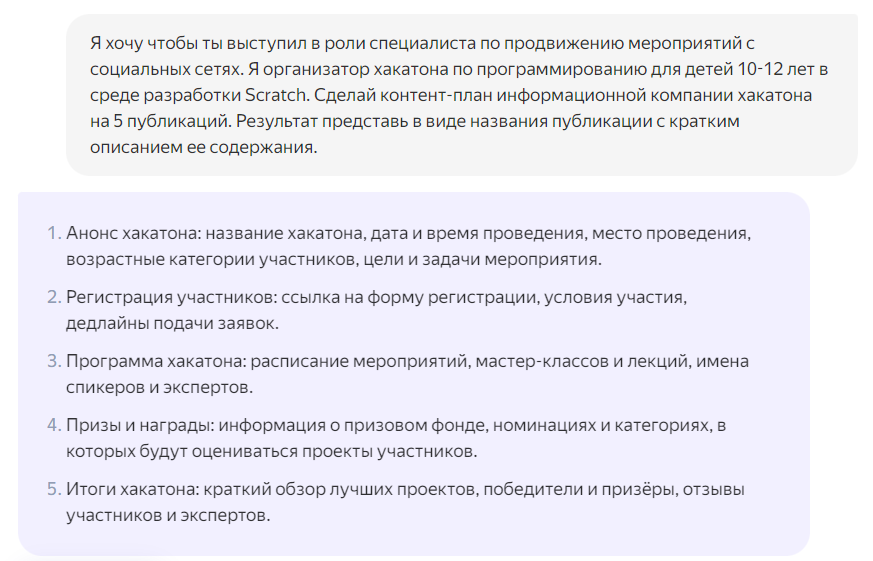 Я хочу чтобы ты выступил в роли специалиста по продвижению мероприятий с
социальных сетях. Я организатор хакатона по программированию для детей 10-12 лет в
среде разработки Scratch. Сделай контент-план информационной компании хакатона
на 5 публикаций. Результат представь в виде названия публикации с кратким
описанием ее содержания.
1. Анонс хакатона: название хакатона, дата и время проведения, место проведения,
возрастные категории участников, цели и задачи мероприятия.
2. Регистрация участников: ссылка на форму регистрации, условия участия,
дедлайны подачи заявок.
3. Программа хакатона: расписание мероприятий, мастер-классов и лекций, имена
спикеров и экспертов.
4. Призы и награды: информация о призовом фонде, номинациях и категориях, в
которых будут оцениваться проекты участников.
5. Итоги хакатона: краткий обзор лучших проектов, победители и призёры, отзывы
участников и экспертов.